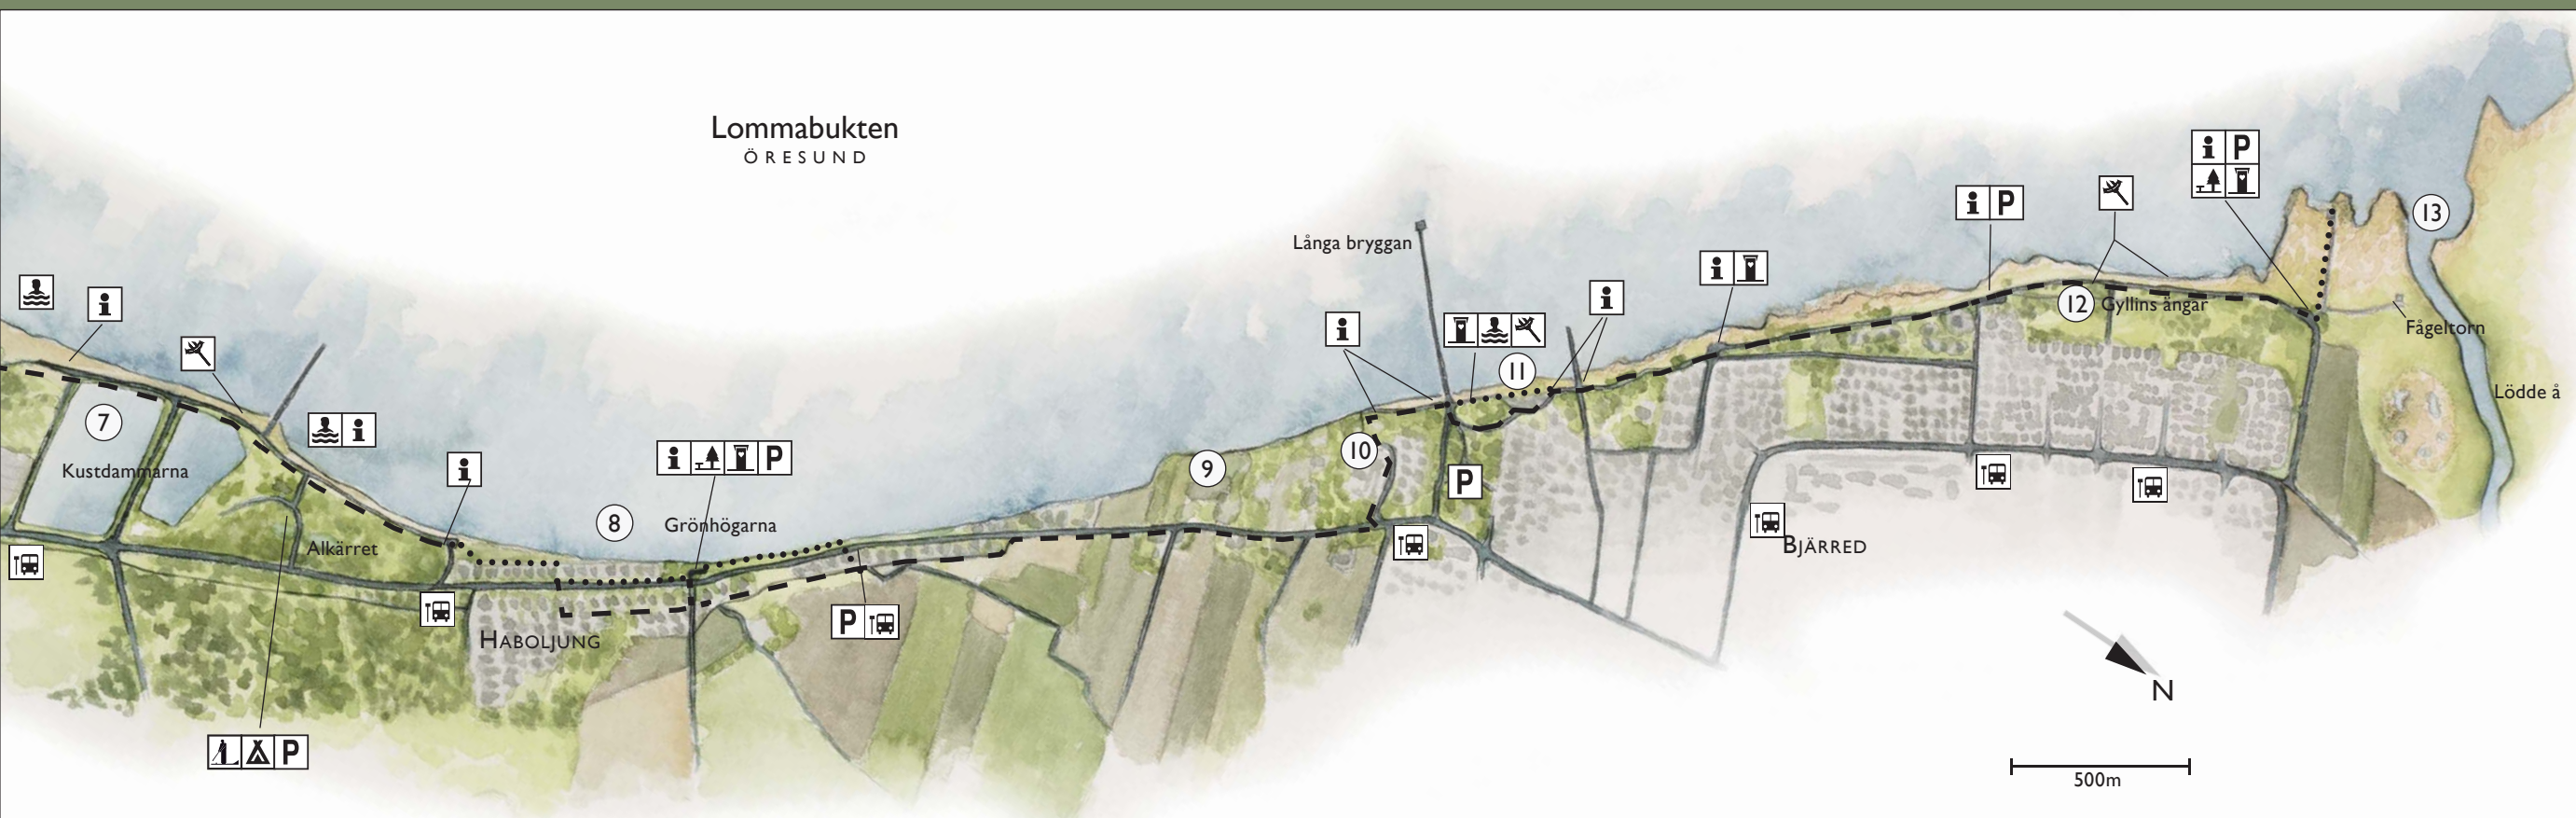 Lommabukten
ÖRESUND
Långa bryggan
i P
i P
13
i
i
i
i
12 Gyllins ängar
Fågeltorn
11
7
i
Lödde å
Kustdammarna
i
i P
10
9
P
8
Grönhögarna
Alkärret
BJÄRRED
P
HABOLJUNG
N
P
500m